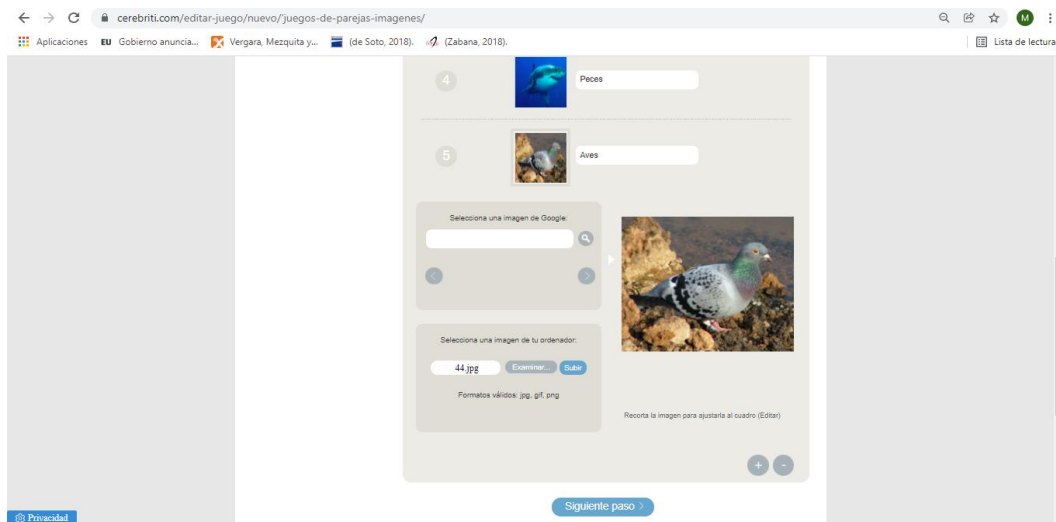 cerebriti.com/editar-juego/nuevo/'juegos-de-parejas-imagenes/
M
Aplicaciones EU Gobierno anuncia... Vergara, Mezquita y... (de Soto, 2018). (Zabana, 2018). Lista de lectura
4 Peces
5 Aves
Selecciona una imagen de Google:
Selecciona una imagen de tu ordenador:
44.jpg Examinar... Subir
Formatos válidos: jpg, gif, png
Recorta la imagen para ajustarla al cuadro (Editar)
+ -
Siguiente paso >
Privacidad